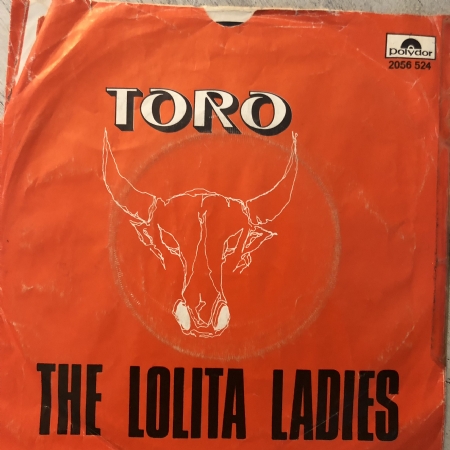 polydor
2056 524
TORO
THE LOLITA LADIES